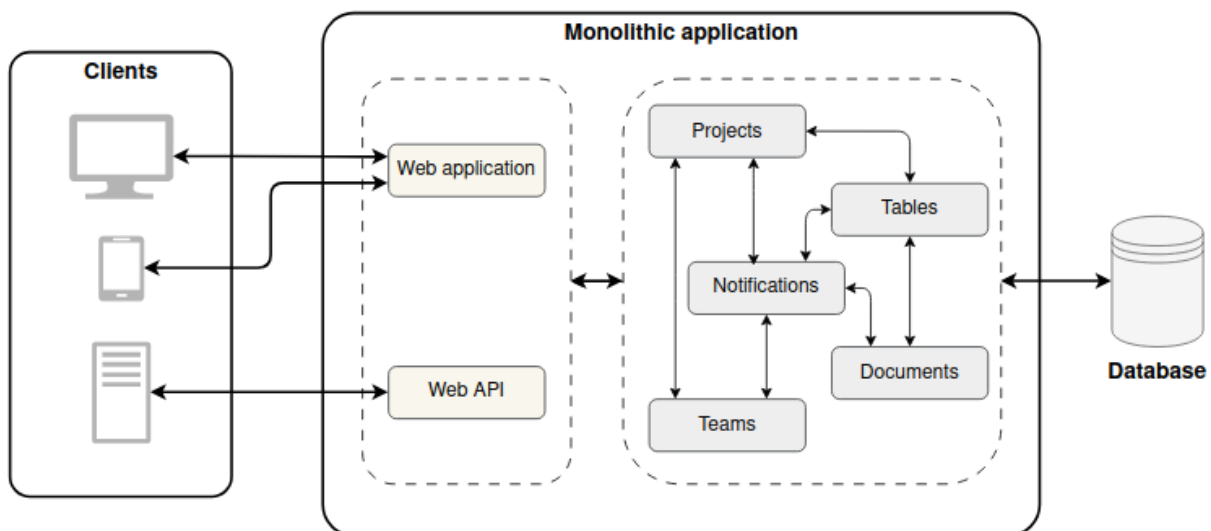 Monolithic application
Clients
Web application
Web API
Projects
Tables
Notifications
Documents
Teams
Database